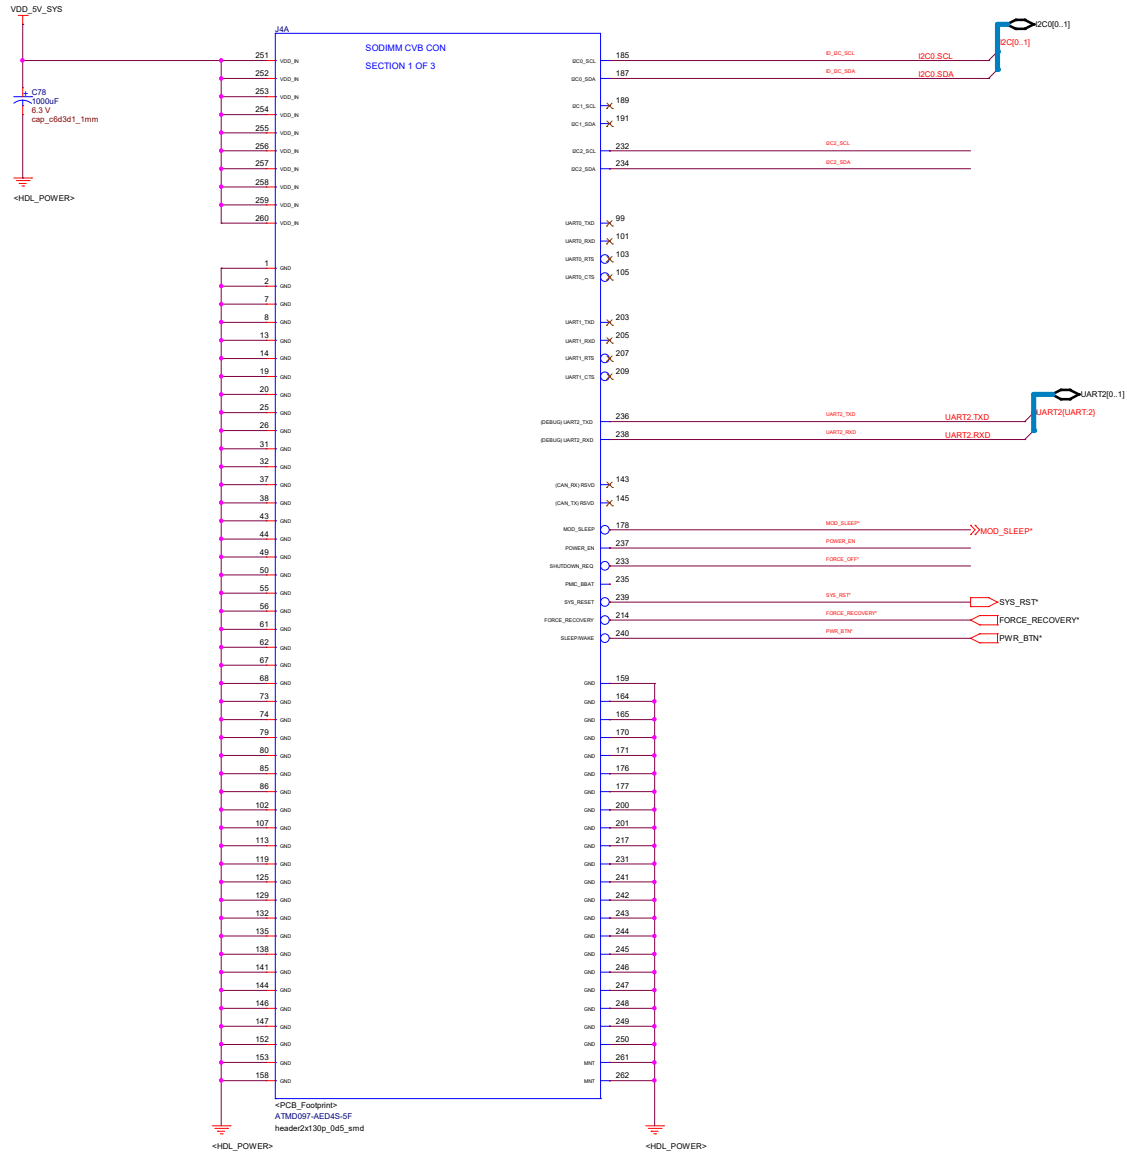 VDD_5V_SYS
C78
1000uF
6.3 V
cap_c6d3d1_1mm
<HDL_POWER>
J4A
SODIMM CVB CON
SECTION 1 OF 3
251 VDD_IN
252 VDD_IN
253 VDD_IN
254 VDD_IN
255 VDD_IN
256 VDD_IN
257 VDD_IN
258 VDD_IN
259 VDD_IN
260 VDD_IN
1 GND
2 GND
7 GND
8 GND
13 GND
14 GND
19 GND
20 GND
25 GND
26 GND
31 GND
32 GND
37 GND
38 GND
43 GND
44 GND
49 GND
50 GND
55 GND
56 GND
61 GND
62 GND
67 GND
68 GND
73 GND
74 GND
79 GND
80 GND
85 GND
86 GND
102 GND
107 GND
113 GND
119 GND
125 GND
129 GND
132 GND
135 GND
138 GND
141 GND
144 GND
146 GND
147 GND
152 GND
153 GND
158 GND
<HDL_POWER>
I2C0_SCL 185 ID_I2C_SCL I2C0.SCL
I2C0_SDA 187 ID_I2C_SDA I2C0.SDA
I2C0[0..1]
I2C[0..1]
I2C1_SCL 189
I2C1_SDA 191
I2C2_SCL 232 I2C2_SCL
I2C2_SDA 234 I2C2_SDA
UART0_TXD 99
UART0_RXD 101
UART0_RTS 103
UART0_CTS 105
UART1_TXD 203
UART1_RXD 205
UART1_RTS 207
UART1_CTS 209
UART2[0..1]
UART2{UART:2}
(DEBUG) UART2_TXD 236 UART2_TXD UART2.TXD
(DEBUG) UART2_RXD 238 UART2_RXD UART2.RXD
(CAN_RX) RSVD 143
(CAN_TX) RSVD 145
MOD_SLEEP 178 MOD_SLEEP* MOD_SLEEP*
POWER_EN 237 POWER_EN
SHUTDOWN_REQ 233 FORCE_OFF*
PMIC_BBAT 235
SYS_RESET 239 SYS_RST* SYS_RST*
FORCE_RECOVERY 214 FORCE_RECOVERY* FORCE_RECOVERY*
SLEEP/WAKE 240 PWR_BTN* PWR_BTN*
GND 159
GND 164
GND 165
GND 170
GND 171
GND 176
GND 177
GND 200
GND 201
GND 217
GND 231
GND 241
GND 242
GND 243
GND 244
GND 245
GND 246
GND 247
GND 248
GND 249
GND 250
MNT 261
MNT 262
<HDL_POWER>
<PCB_Footprint>
ATMD097-AED4S-5F
header2x130p_0d5_smd